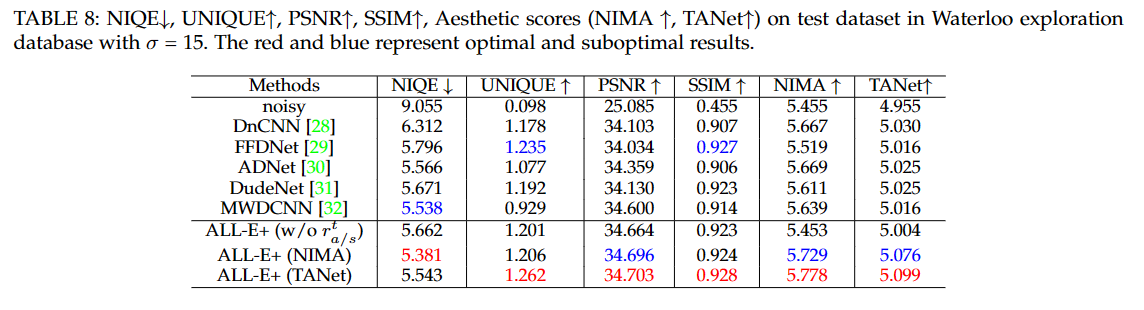 TABLE 8: NIQE↓, UNIQUE↑, PSNR↑, SSIM↑, Aesthetic scores (NIMA ↑, TANet↑) on test dataset in Waterloo exploration
database with σ = 15. The red and blue represent optimal and suboptimal results.
Methods NIQE ↓ UNIQUE ↑ PSNR ↑ SSIM ↑ NIMA ↑ TANet↑
noisy 9.055 0.098 25.085 0.455 5.455 4.955
DnCNN [28] 6.312 1.178 34.103 0.907 5.667 5.030
FFDNet [29] 5.796 1.235 34.034 0.927 5.519 5.016
ADNet [30] 5.566 1.077 34.359 0.906 5.669 5.025
DudeNet [31] 5.671 1.192 34.130 0.923 5.611 5.025
MWDCNN [32] 5.538 0.929 34.600 0.914 5.639 5.016
ALL-E+ (w/o r^t_{a/s}) 5.662 1.201 34.664 0.923 5.453 5.004
ALL-E+ (NIMA) 5.381 1.206 34.696 0.924 5.729 5.076
ALL-E+ (TANet) 5.543 1.262 34.703 0.928 5.778 5.099